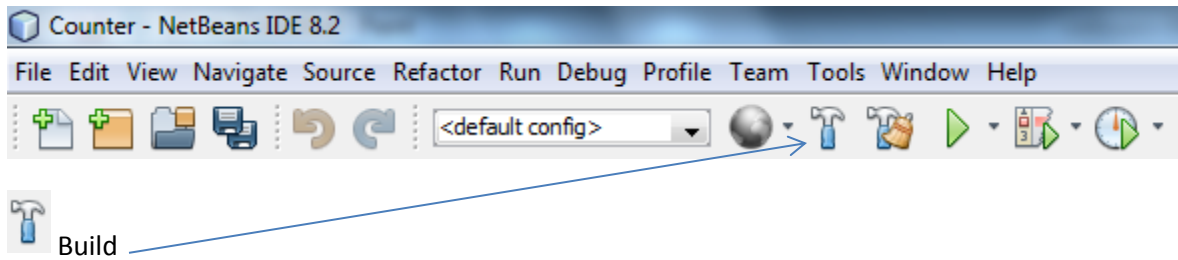 Counter - NetBeans IDE 8.2
File Edit View Navigate Source Refactor Run Debug Profile Team Tools Window Help
<default config>
Build